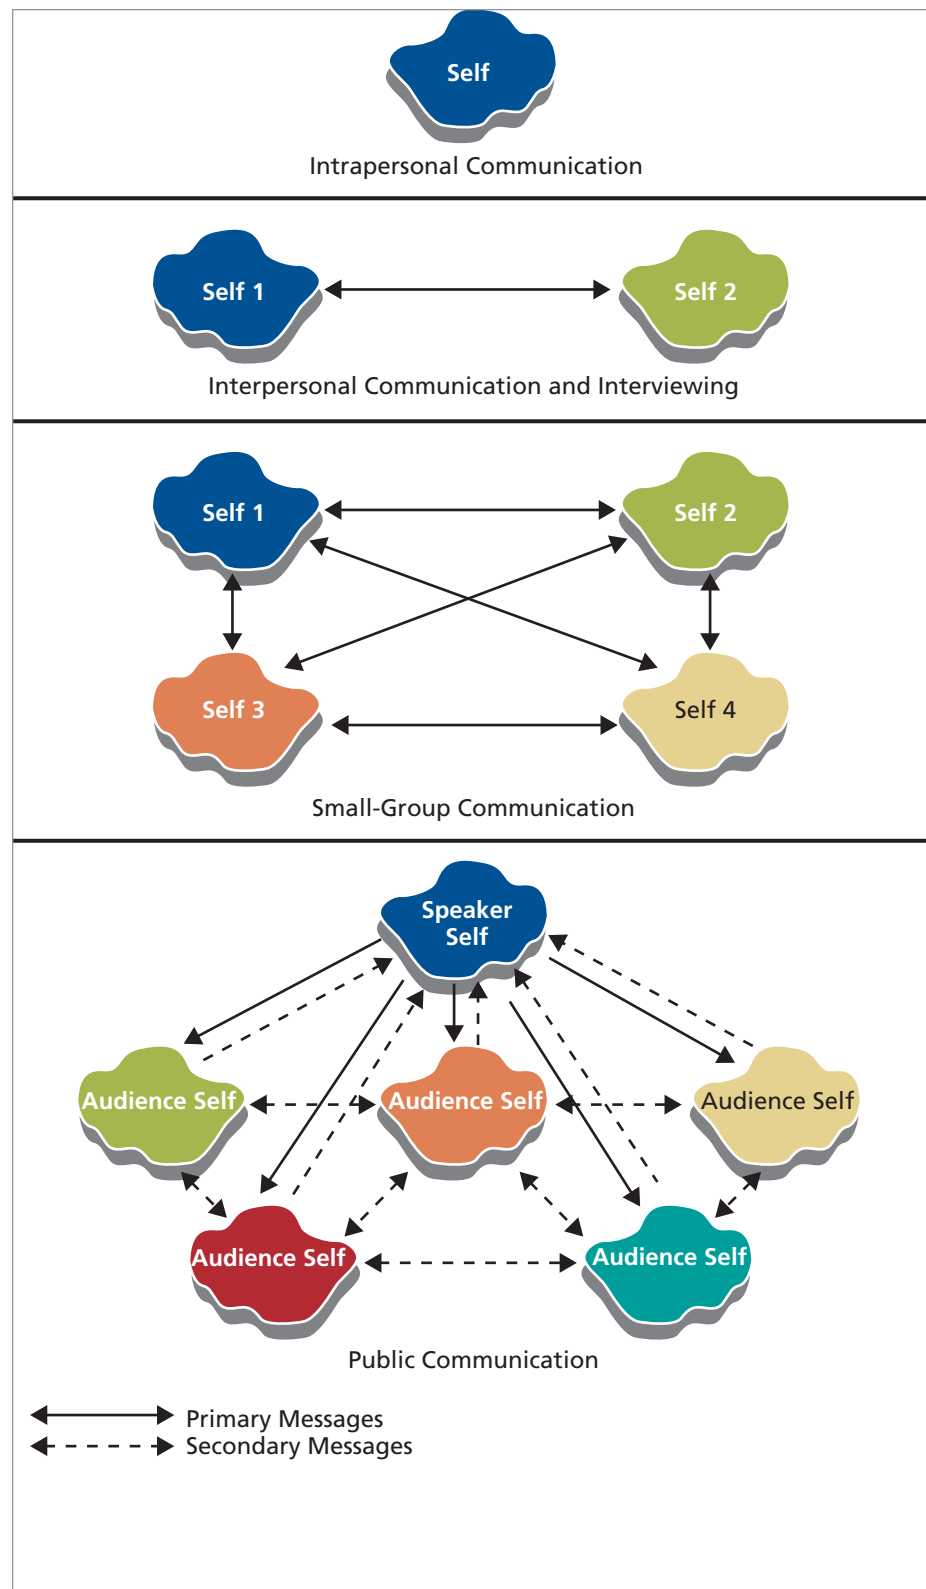 Self
Intrapersonal Communication
Self 1
Self 2
Interpersonal Communication and Interviewing
Self 1
Self 2
Self 3
Self 4
Small-Group Communication
Speaker
Self
Audience Self
Audience Self
Audience Self
Audience Self
Audience Self
Public Communication
Primary Messages
Secondary Messages